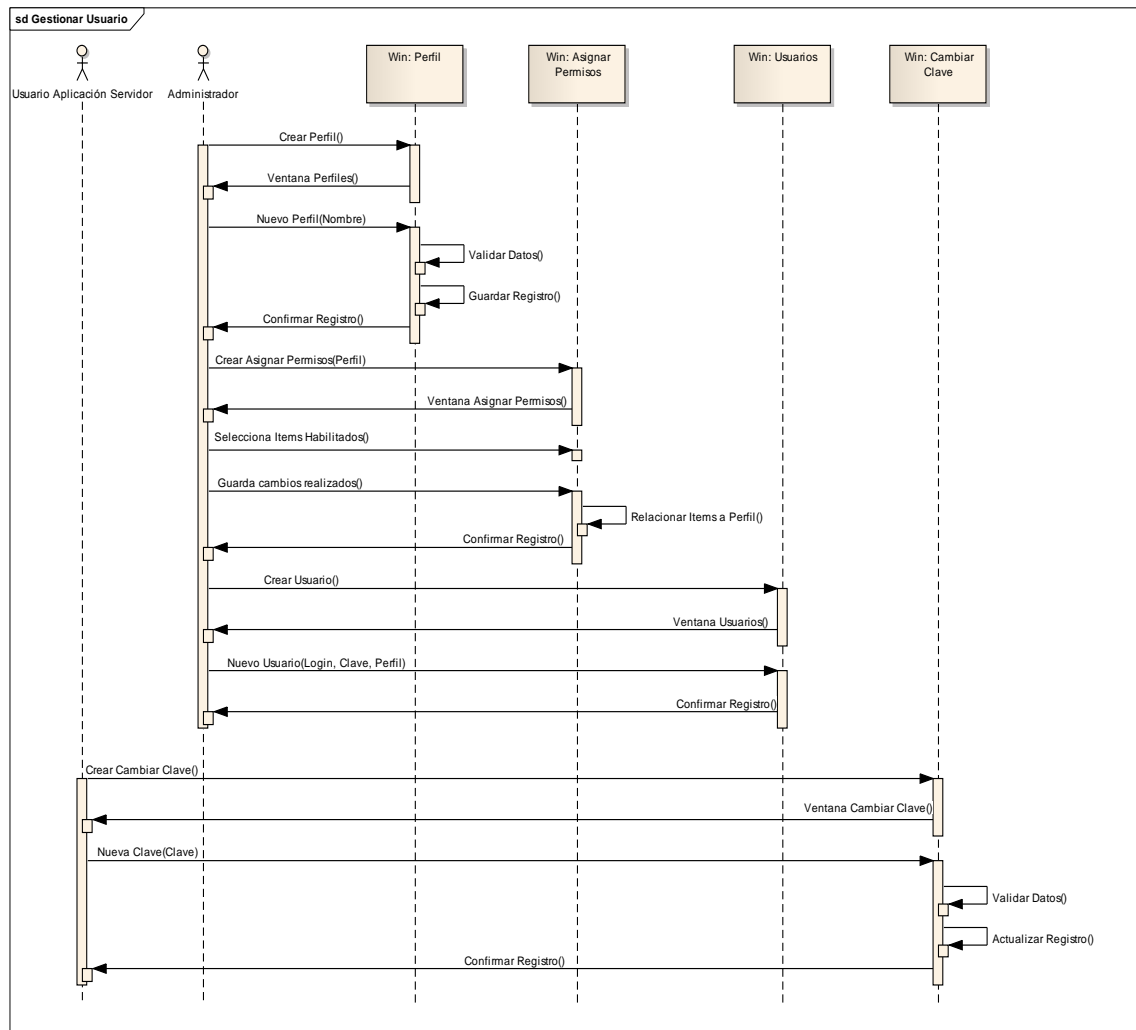 sd Gestionar Usuario
Usuario Aplicación Servidor
Administrador
Win: Perfil
Win: Asignar
Permisos
Win: Usuarios
Win: Cambiar
Clave
Crear Perfil()
Ventana Perfiles()
Nuevo Perfil(Nombre)
Validar Datos()
Guardar Registro()
Confirmar Registro()
Crear Asignar Permisos(Perfil)
Ventana Asignar Permisos()
Selecciona Items Habilitados()
Guarda cambios realizados()
Relacionar Items a Perfil()
Confirmar Registro()
Crear Usuario()
Ventana Usuarios()
Nuevo Usuario(Login, Clave, Perfil)
Confirmar Registro()
Crear Cambiar Clave()
Ventana Cambiar Clave()
Nueva Clave(Clave)
Validar Datos()
Actualizar Registro()
Confirmar Registro()